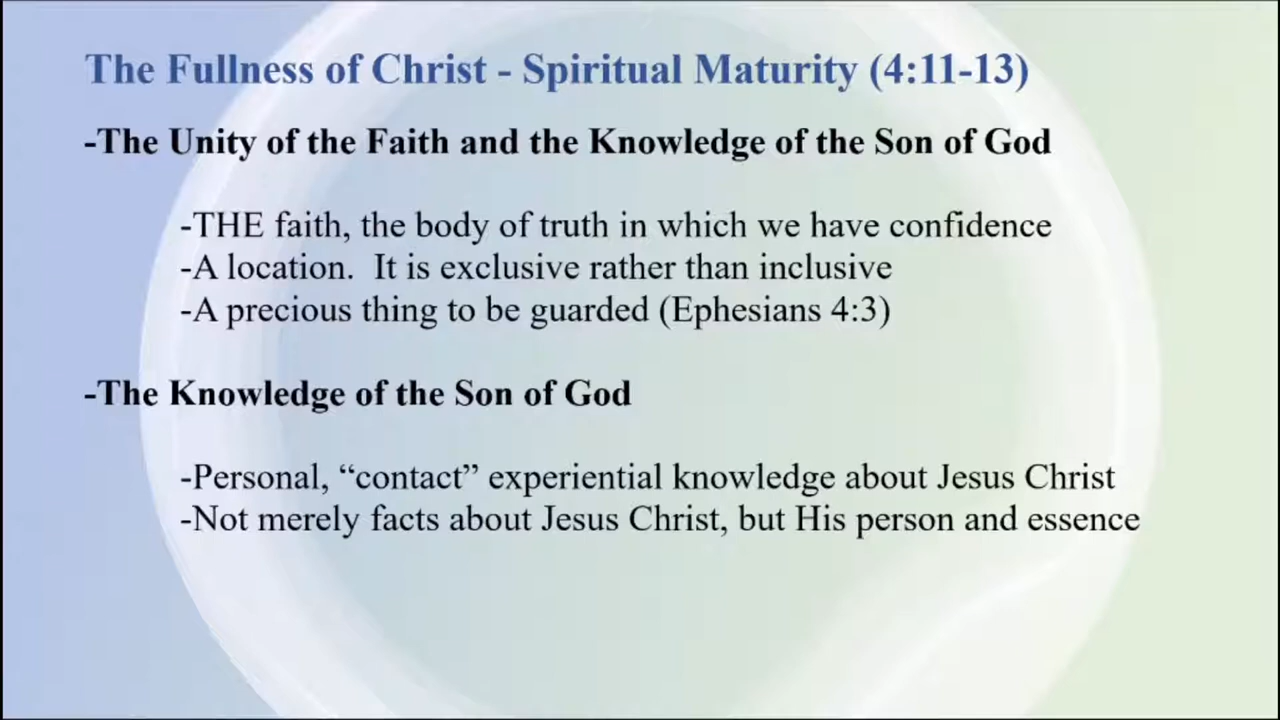 The Fullness of Christ - Spiritual Maturity (4:11-13)
-The Unity of the Faith and the Knowledge of the Son of God
-THE faith, the body of truth in which we have confidence
-A location.  It is exclusive rather than inclusive
-A precious thing to be guarded (Ephesians 4:3)
-The Knowledge of the Son of God
-Personal, “contact” experiential knowledge about Jesus Christ
-Not merely facts about Jesus Christ, but His person and essence